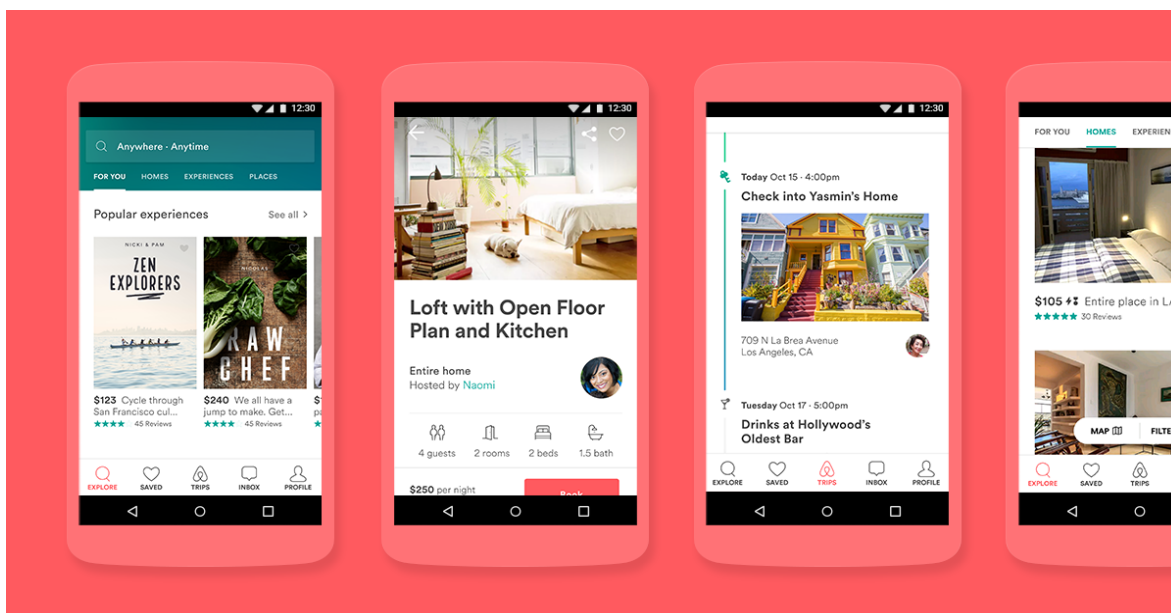 12:30
Anywhere · Anytime
FOR YOU HOMES EXPERIENCES PLACES
Popular experiences See all >
NICKI & PAM
ZEN
EXPLORERS
RAW
CHEF
$123 Cycle through
San Francisco cul...
45 Reviews
$240 We all have a
jump to make. Get...
45 Reviews
EXPLORE SAVED TRIPS INBOX PROFILE
12:30
Loft with Open Floor
Plan and Kitchen
Entire home
Hosted by Naomi
4 guests 2 rooms 2 beds 1.5 bath
$250 per night
Book
12:30
Today Oct 15 · 4:00pm
Check into Yasmin's Home
709 N La Brea Avenue
Los Angeles, CA
Tuesday Oct 17 · 5:00pm
Drinks at Hollywood's
Oldest Bar
EXPLORE SAVED TRIPS INBOX PROFILE
FOR YOU HOMES EXPERIEN
$105 Entire place in LA
30 Reviews
MAP FILTE
EXPLORE SAVED TRIPS